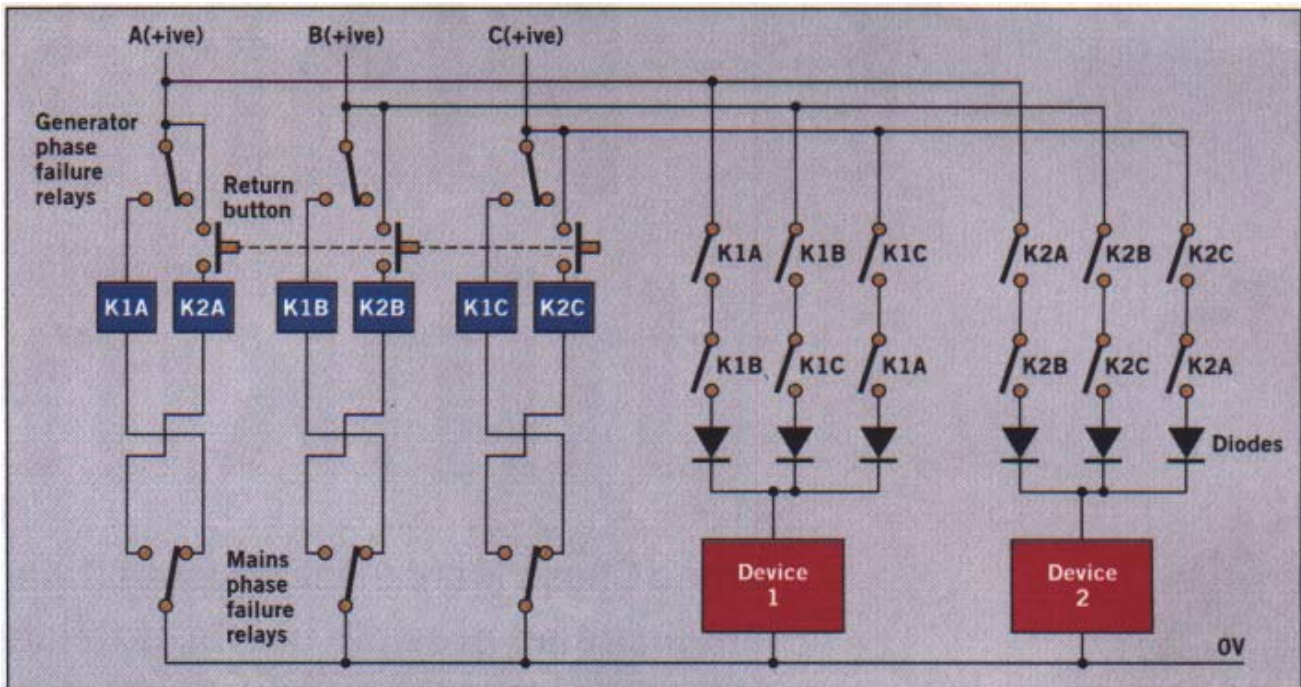 A(+ive) B(+ive) C(+ive)
Generator
phase
failure
relays
Return
button
K1A K2A K1B K2B K1C K2C
K1A K1B K1C K2A K2B K2C
K1B K1C K1A K2B K2C K2A
Diodes
Mains
phase
failure
relays
Device
1
Device
2
0V